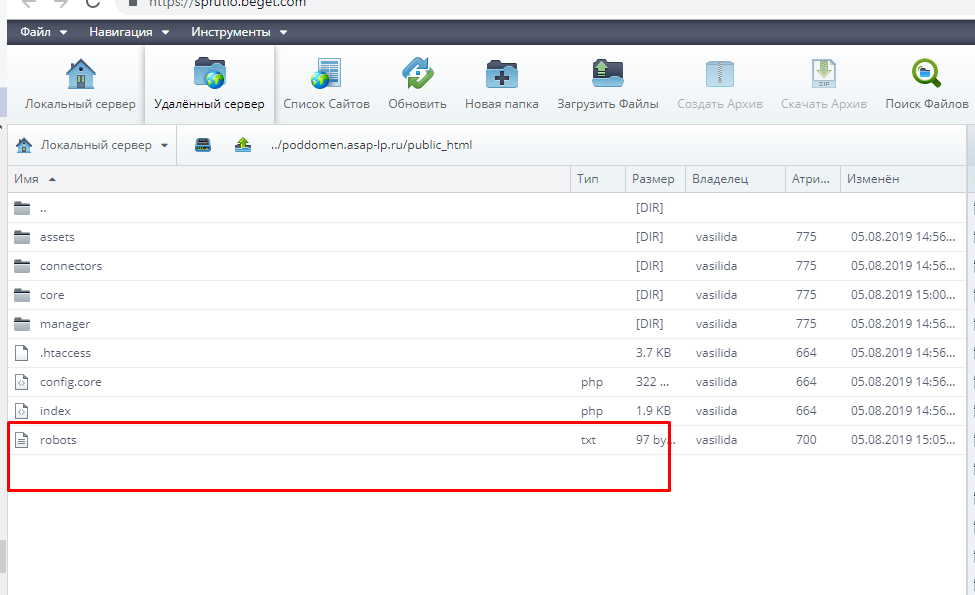 https://sprutio.beget.com
Файл Навигация Инструменты
Локальный сервер Удалённый сервер Список Сайтов Обновить Новая папка Загрузить Файлы Создать Архив Скачать Архив Поиск Файлов
Локальный сервер ../poddomen.asap-lp.ru/public_html
Имя Тип Размер Владелец Атри... Изменён
.. [DIR]
assets [DIR] vasilida 775 05.08.2019 14:56...
connectors [DIR] vasilida 775 05.08.2019 14:56...
core [DIR] vasilida 775 05.08.2019 15:00...
manager [DIR] vasilida 775 05.08.2019 14:56...
.htaccess 3.7 KB vasilida 664 05.08.2019 14:56...
config.core php 322 ... vasilida 664 05.08.2019 14:56...
index php 1.9 KB vasilida 664 05.08.2019 14:56...
robots txt 97 by... vasilida 700 05.08.2019 15:05...